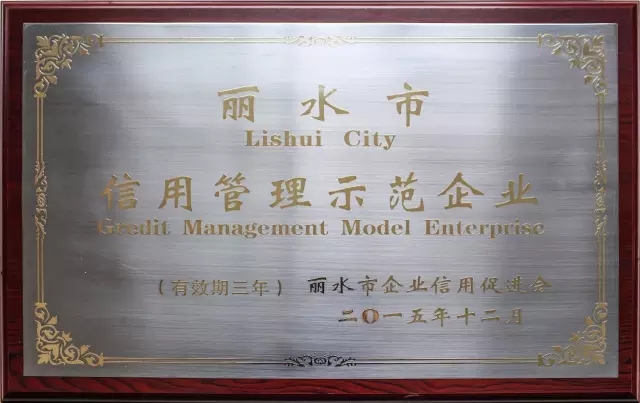 丽水市
Lishui City
信用管理示范企业
Gredit Management Model Enterprise
(有效期三年) 丽水市企业信用促进会
二〇一五年十二月